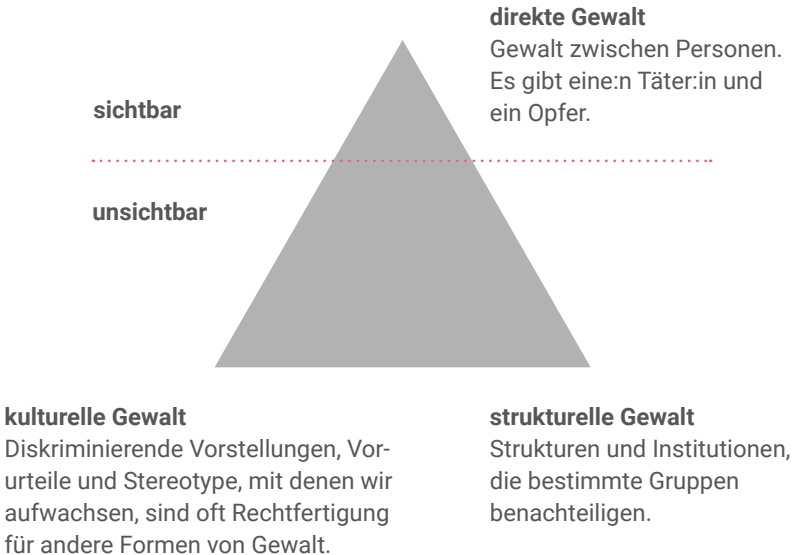 direkte Gewalt
Gewalt zwischen Personen.
Es gibt eine:n Täter:in und
ein Opfer.
sichtbar
unsichtbar
kulturelle Gewalt
Diskriminierende Vorstellungen, Vor-
urteile und Stereotype, mit denen wir
aufwachsen, sind oft Rechtfertigung
für andere Formen von Gewalt.
strukturelle Gewalt
Strukturen und Institutionen,
die bestimmte Gruppen
benachteiligen.